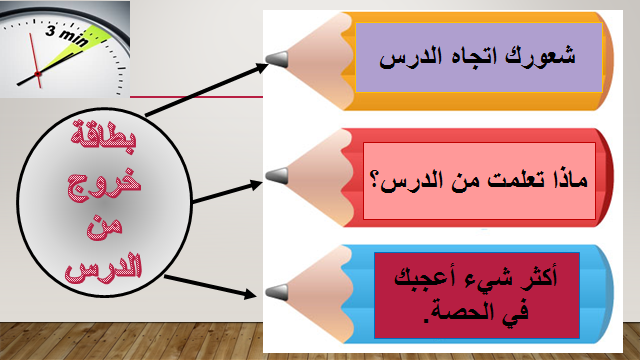 3 min
بطاقة
خروج
من
الدرس
شعورك اتجاه الدرس
ماذا تعلمت من الدرس؟
أكثر شيء أعجبك
في الحصة.